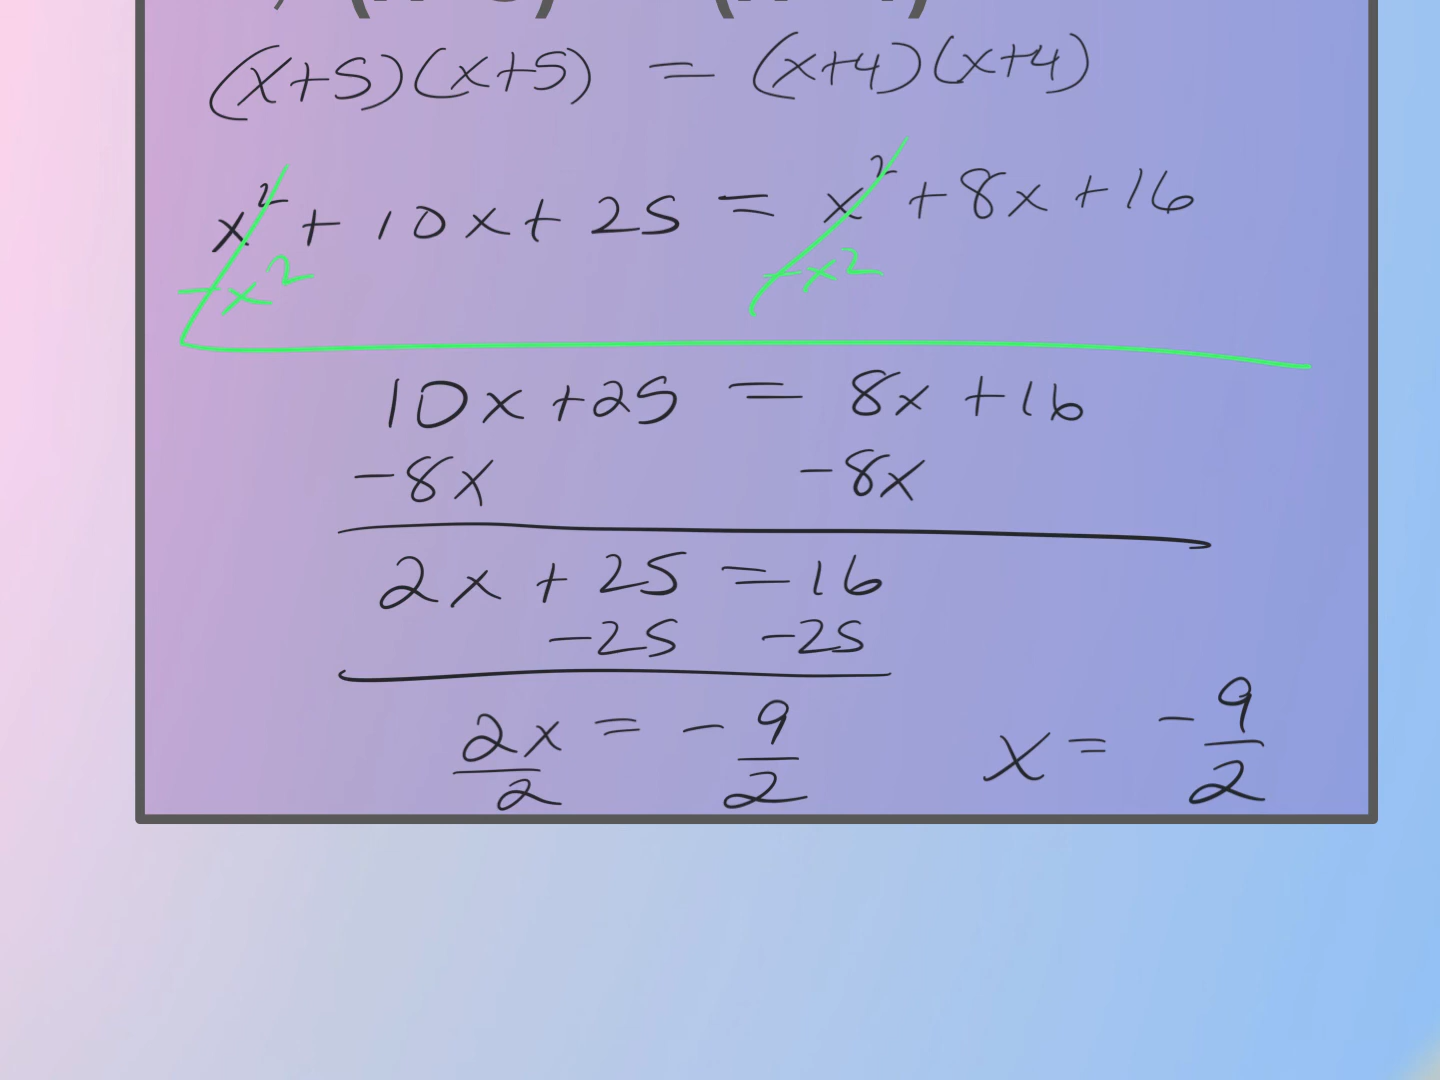 (x+5)(x+5) = (x+4)(x+4)
x² + 10x + 25 = x² + 8x + 16
-x² -x²
10x + 25 = 8x + 16
-8x -8x
2x + 25 = 16
-25 -25
2x/2 = -9/2 x = -9/2